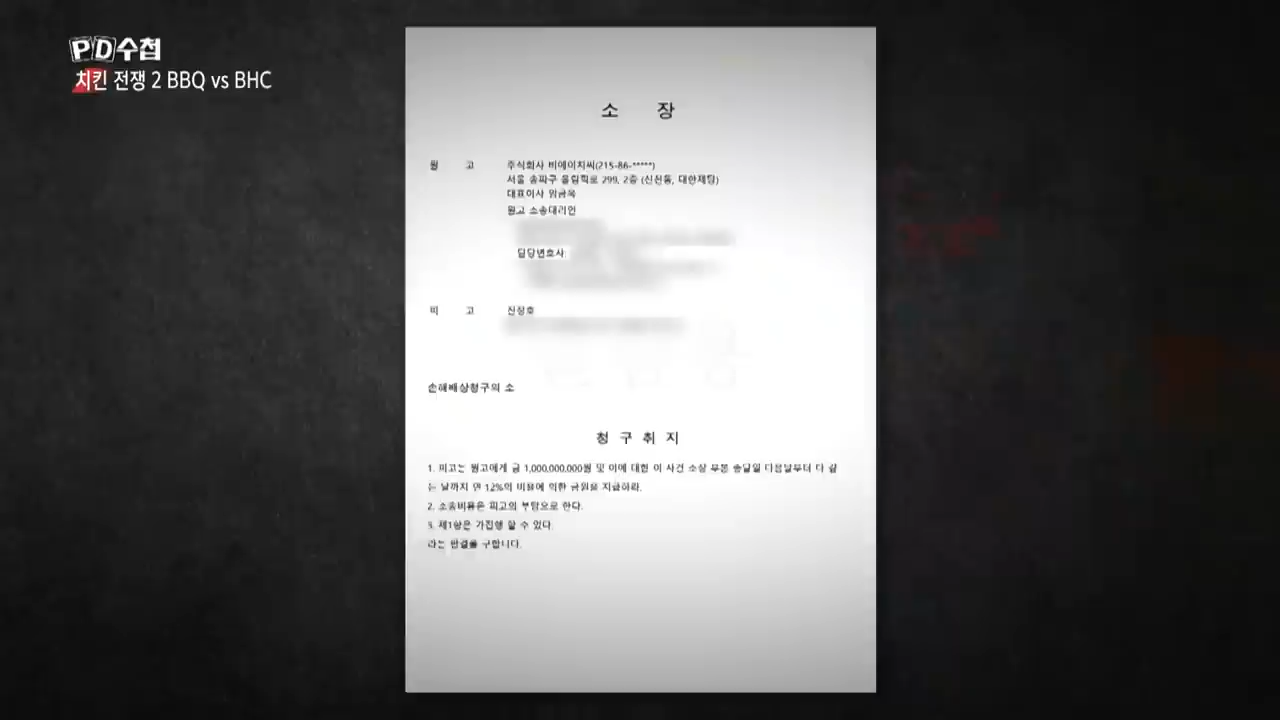 PD수첩
치킨 전쟁 2 BBQ vs BHC
소 장
원 고 주식회사 비에이치씨(215-86-*****)
서울 송파구 올림픽로 299, 2층 (신천동, 대한제당)
대표이사 임금옥
원고 소송대리인
담당변호사
피 고 진정호
손해배상청구의 소
청 구 취 지
1. 피고는 원고에게 금 1,000,000,000원 및 이에 대한 이 사건 소장 부본 송달일 다음날부터 다 갚
는 날까지 연 12%의 비율에 의한 금원을 지급하라.
2. 소송비용은 피고의 부담으로 한다.
3. 제1항은 가집행 할 수 있다.
라는 판결을 구합니다.